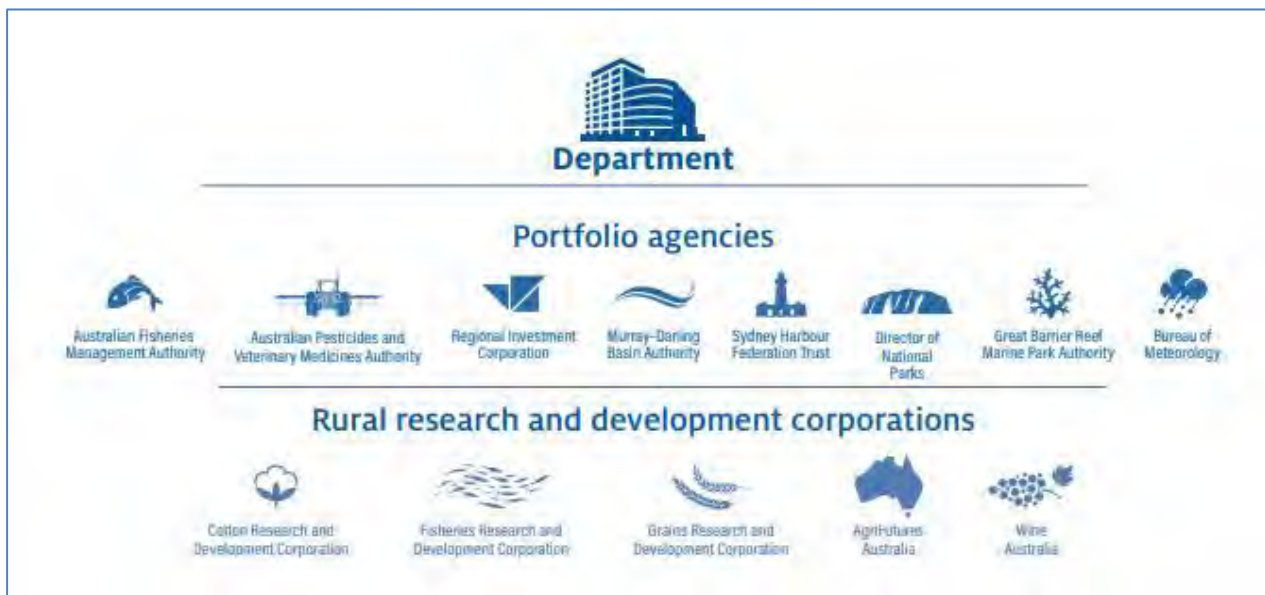 Department
Portfolio agencies
Australian Fisheries
Management Authority
Australian Pesticides and
Veterinary Medicines Authority
Regional Investment
Corporation
Murray–Darling
Basin Authority
Sydney Harbour
Federation Trust
Director of
National
Parks
Great Barrier Reef
Marine Park Authority
Bureau of
Meteorology
Rural research and development corporations
Cotton Research and
Development Corporation
Fisheries Research and
Development Corporation
Grains Research and
Development Corporation
AgriFutures
Australia
Wine
Australia